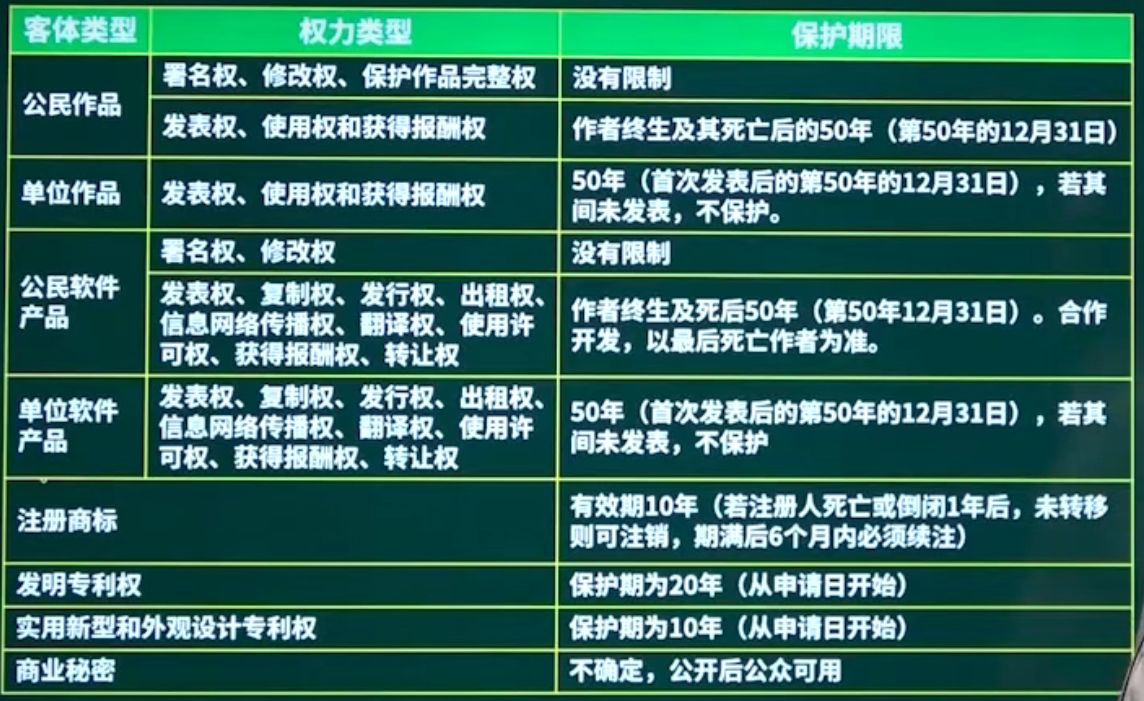 客体类型 权力类型 保护期限
公民作品
署名权、修改权、保护作品完整权 没有限制
发表权、使用权和获得报酬权 作者终生及其死亡后的50年（第50年的12月31日）
单位作品 发表权、使用权和获得报酬权
50年（首次发表后的第50年的12月31日），若其
间未发表，不保护。
公民软件
产品
署名权、修改权 没有限制
发表权、复制权、发行权、出租权、
信息网络传播权、翻译权、使用许
可权、获得报酬权、转让权
作者终生及死后50年（第50年12月31日）。合作
开发，以最后死亡作者为准。
单位软件
产品
发表权、复制权、发行权、出租权、
信息网络传播权、翻译权、使用许
可权、获得报酬权、转让权
50年（首次发表后的第50年的12月31日），若其
间未发表，不保护
注册商标
有效期10年（若注册人死亡或倒闭1年后，未转移
则可注销，期满后6个月内必须续注）
发明专利权 保护期为20年（从申请日开始）
实用新型和外观设计专利权 保护期为10年（从申请日开始）
商业秘密 不确定，公开后公众可用